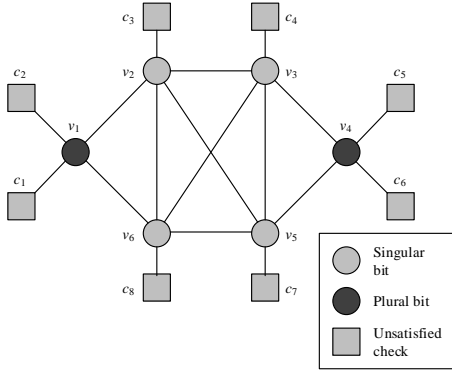 c3
c4
c2
v2
v3
c5
v1
v4
c1
c6
v6
v5
Singular
bit
c8
c7
Plural bit
Unsatisfied
check